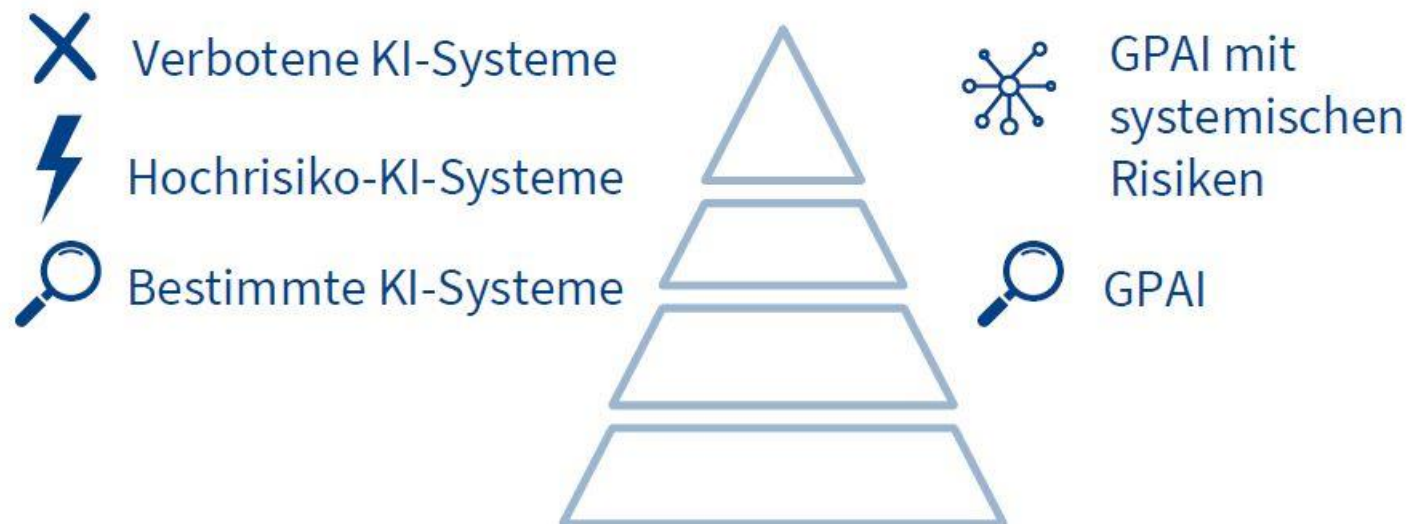 Verbotene KI-Systeme
Hochrisiko-KI-Systeme
Bestimmte KI-Systeme
GPAI mit
systemischen
Risiken
GPAI